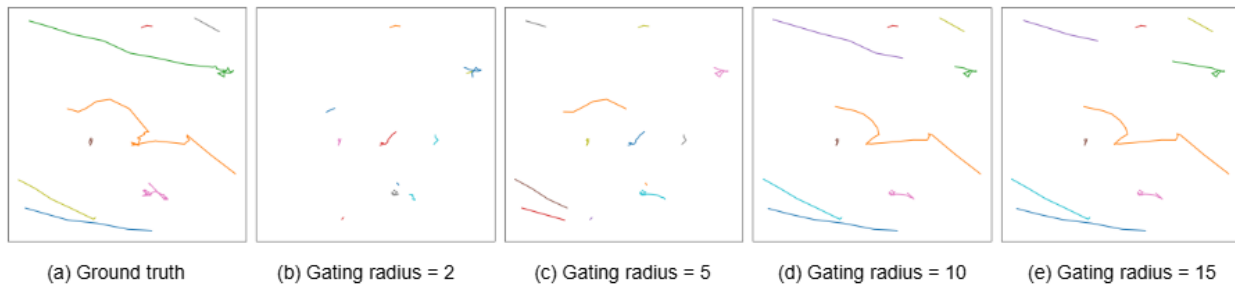 (a) Ground truth
(b) Gating radius = 2
(c) Gating radius = 5
(d) Gating radius = 10
(e) Gating radius = 15